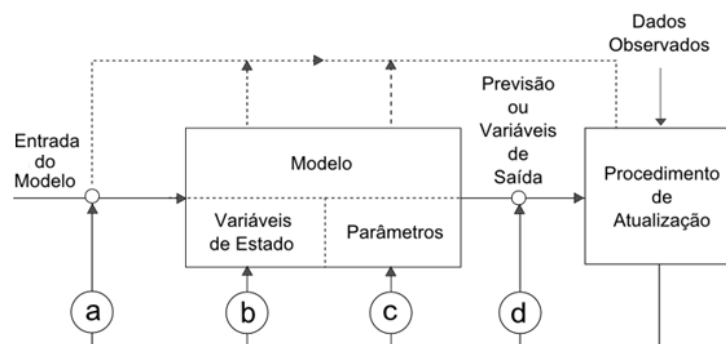 Dados
Observados
Previsão
ou
Variáveis
de
Saída
Entrada
do
Modelo
Modelo
Variáveis
de Estado
Parâmetros
Procedimento
de
Atualização
a
b
c
d